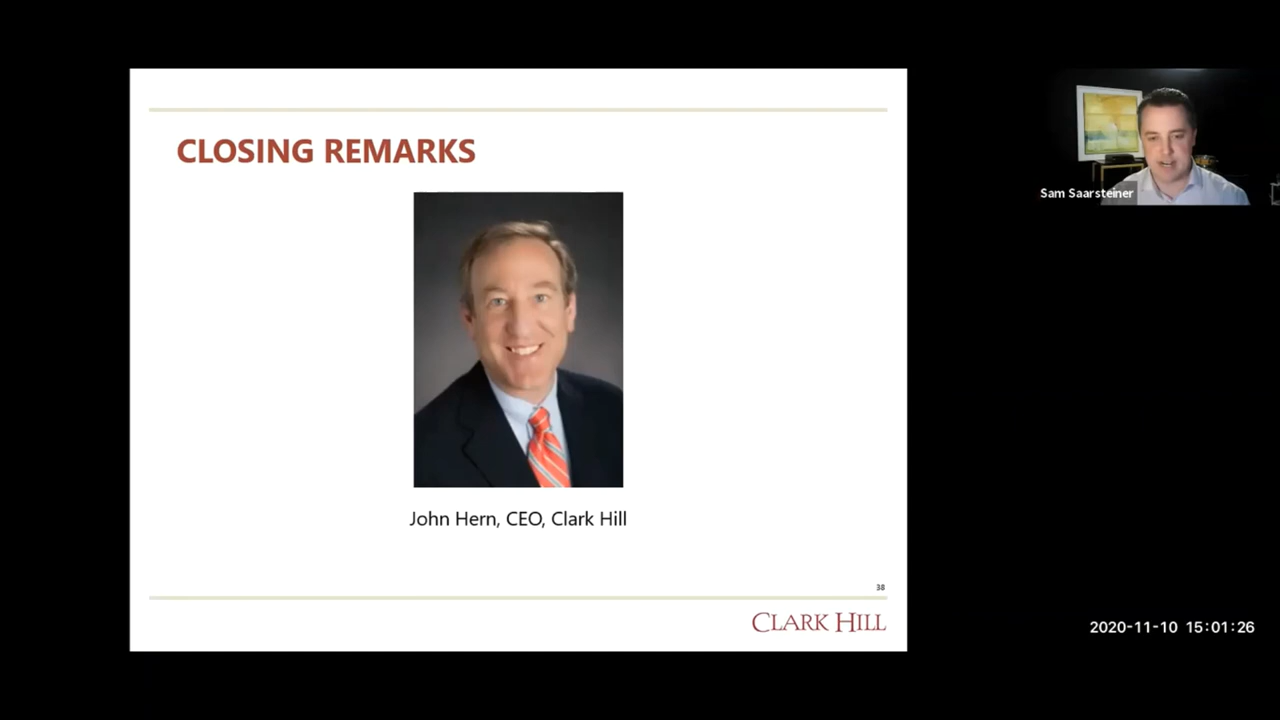 CLOSING REMARKS
Sam Saarsteiner
John Hern, CEO, Clark Hill
38
CLARK HILL
2020-11-10 15:01:26